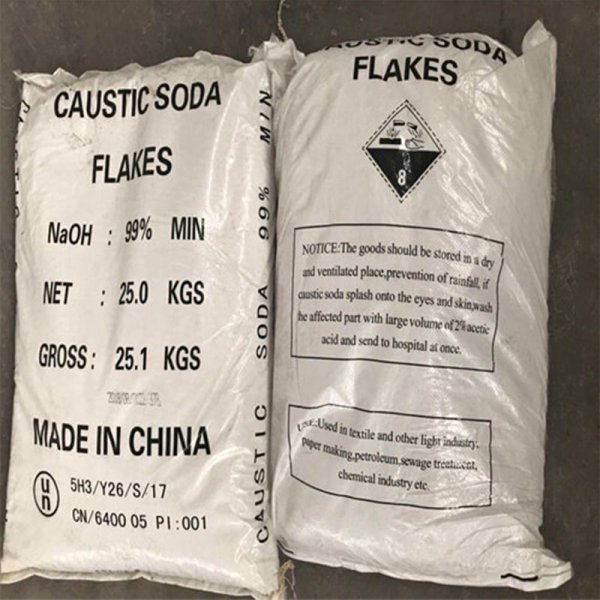 CAUSTIC SODA
FLAKES
NaOH : 99% MIN
NET : 25.0 KGS
GROSS: 25.1 KGS
MADE IN CHINA
un
5H3/Y26/S/17
CN/6400 05 PI:001
CAUSTIC SODA 99% MIN
CAUSTIC SODA
FLAKES
8
NOTICE:The goods should be stored in a dry
and ventilated place,prevention of rainfall, if
caustic soda splash onto the eyes and skin,wash
the affected part with large volume of 2% acetic
acid and send to hospital at once.
USE:Used in textile and other light industry,
paper making,petroleum,sewage treatment,
chemical industry etc.